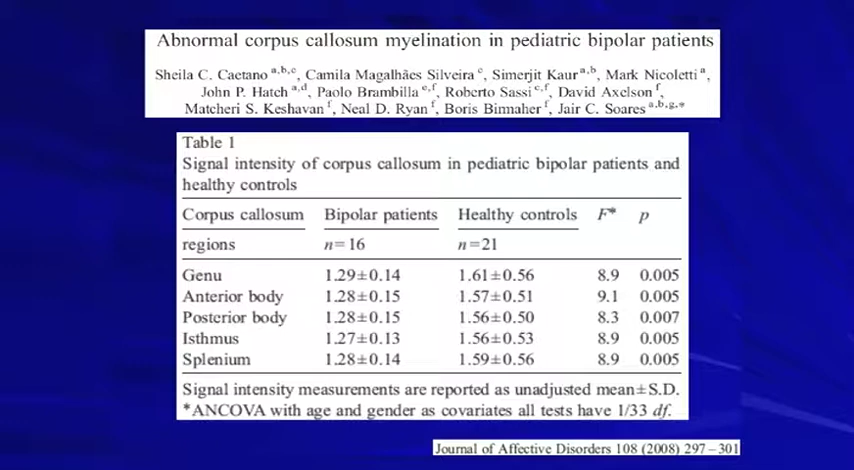 Abnormal corpus callosum myelination in pediatric bipolar patients
Sheila C. Caetano a,b,c, Camila Magalhães Silveira c, Simerjit Kaur a,b, Mark Nicoletti a,
John P. Hatch a,d, Paolo Brambilla e,f, Roberto Sassi c,f, David Axelson f,
Matcheri S. Keshavan f, Neal D. Ryan f, Boris Birmaher f, Jair C. Soares a,b,g,*
Table 1
Signal intensity of corpus callosum in pediatric bipolar patients and
healthy controls
Corpus callosum Bipolar patients Healthy controls F* p
regions n=16 n=21
Genu 1.29±0.14 1.61±0.56 8.9 0.005
Anterior body 1.28±0.15 1.57±0.51 9.1 0.005
Posterior body 1.28±0.15 1.56±0.50 8.3 0.007
Isthmus 1.27±0.13 1.56±0.53 8.9 0.005
Splenium 1.28±0.14 1.59±0.56 8.9 0.005
Signal intensity measurements are reported as unadjusted mean±S.D.
*ANCOVA with age and gender as covariates all tests have 1/33 df.
Journal of Affective Disorders 108 (2008) 297–301